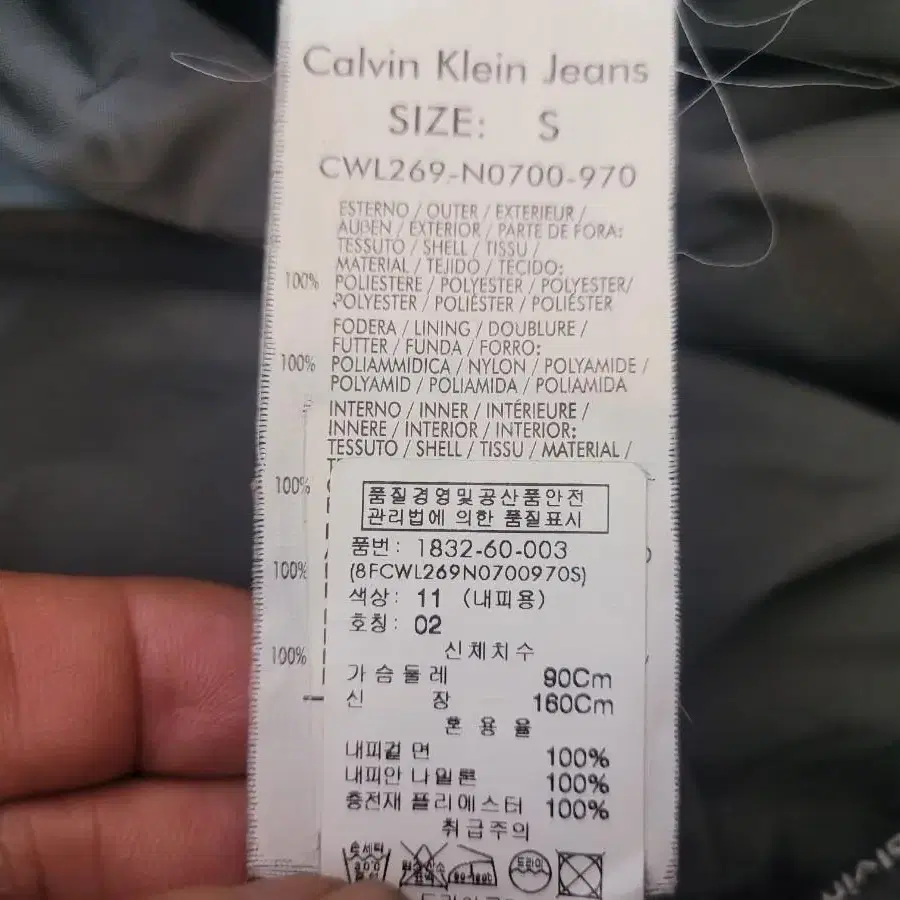 Calvin Klein Jeans
SIZE: S
CWL269-N0700-970
ESTERNO / OUTER / EXTERIEUR /
AUBEN / EXTERIOR / PARTE DE FORA:
TESSUTO / SHELL / TISSU /
MATERIAL / TEJIDO / TECIDO:
100% POLIESTERE / POLYESTER / POLYESTER/
POLYESTER / POLIÉSTER / POLIÉSTER
FODERA / LINING / DOUBLURE /
FUTTER / FUNDA / FORRO:
100% POLIAMMIDICA / NYLON / POLYAMIDE /
POLYAMID / POLIAMIDA / POLIAMIDA
INTERNO / INNER / INTÉRIEURE /
INNERE / INTERIOR / INTERIOR:
TESSUTO / SHELL / TISSU / MATERIAL /
100%
100%
100%
품질경영및공산품안전
관리법에 의한 품질표시
품번: 1832-60-003
(8FCWL269N0700970S)
색상: 11 (내피용)
호칭: 02
신체치수
가슴둘레 90Cm
신 장 160Cm
혼 용 율
내피겉 면 100%
내피안 나일론 100%
충전재 폴리에스터 100%
취급주의
드라이